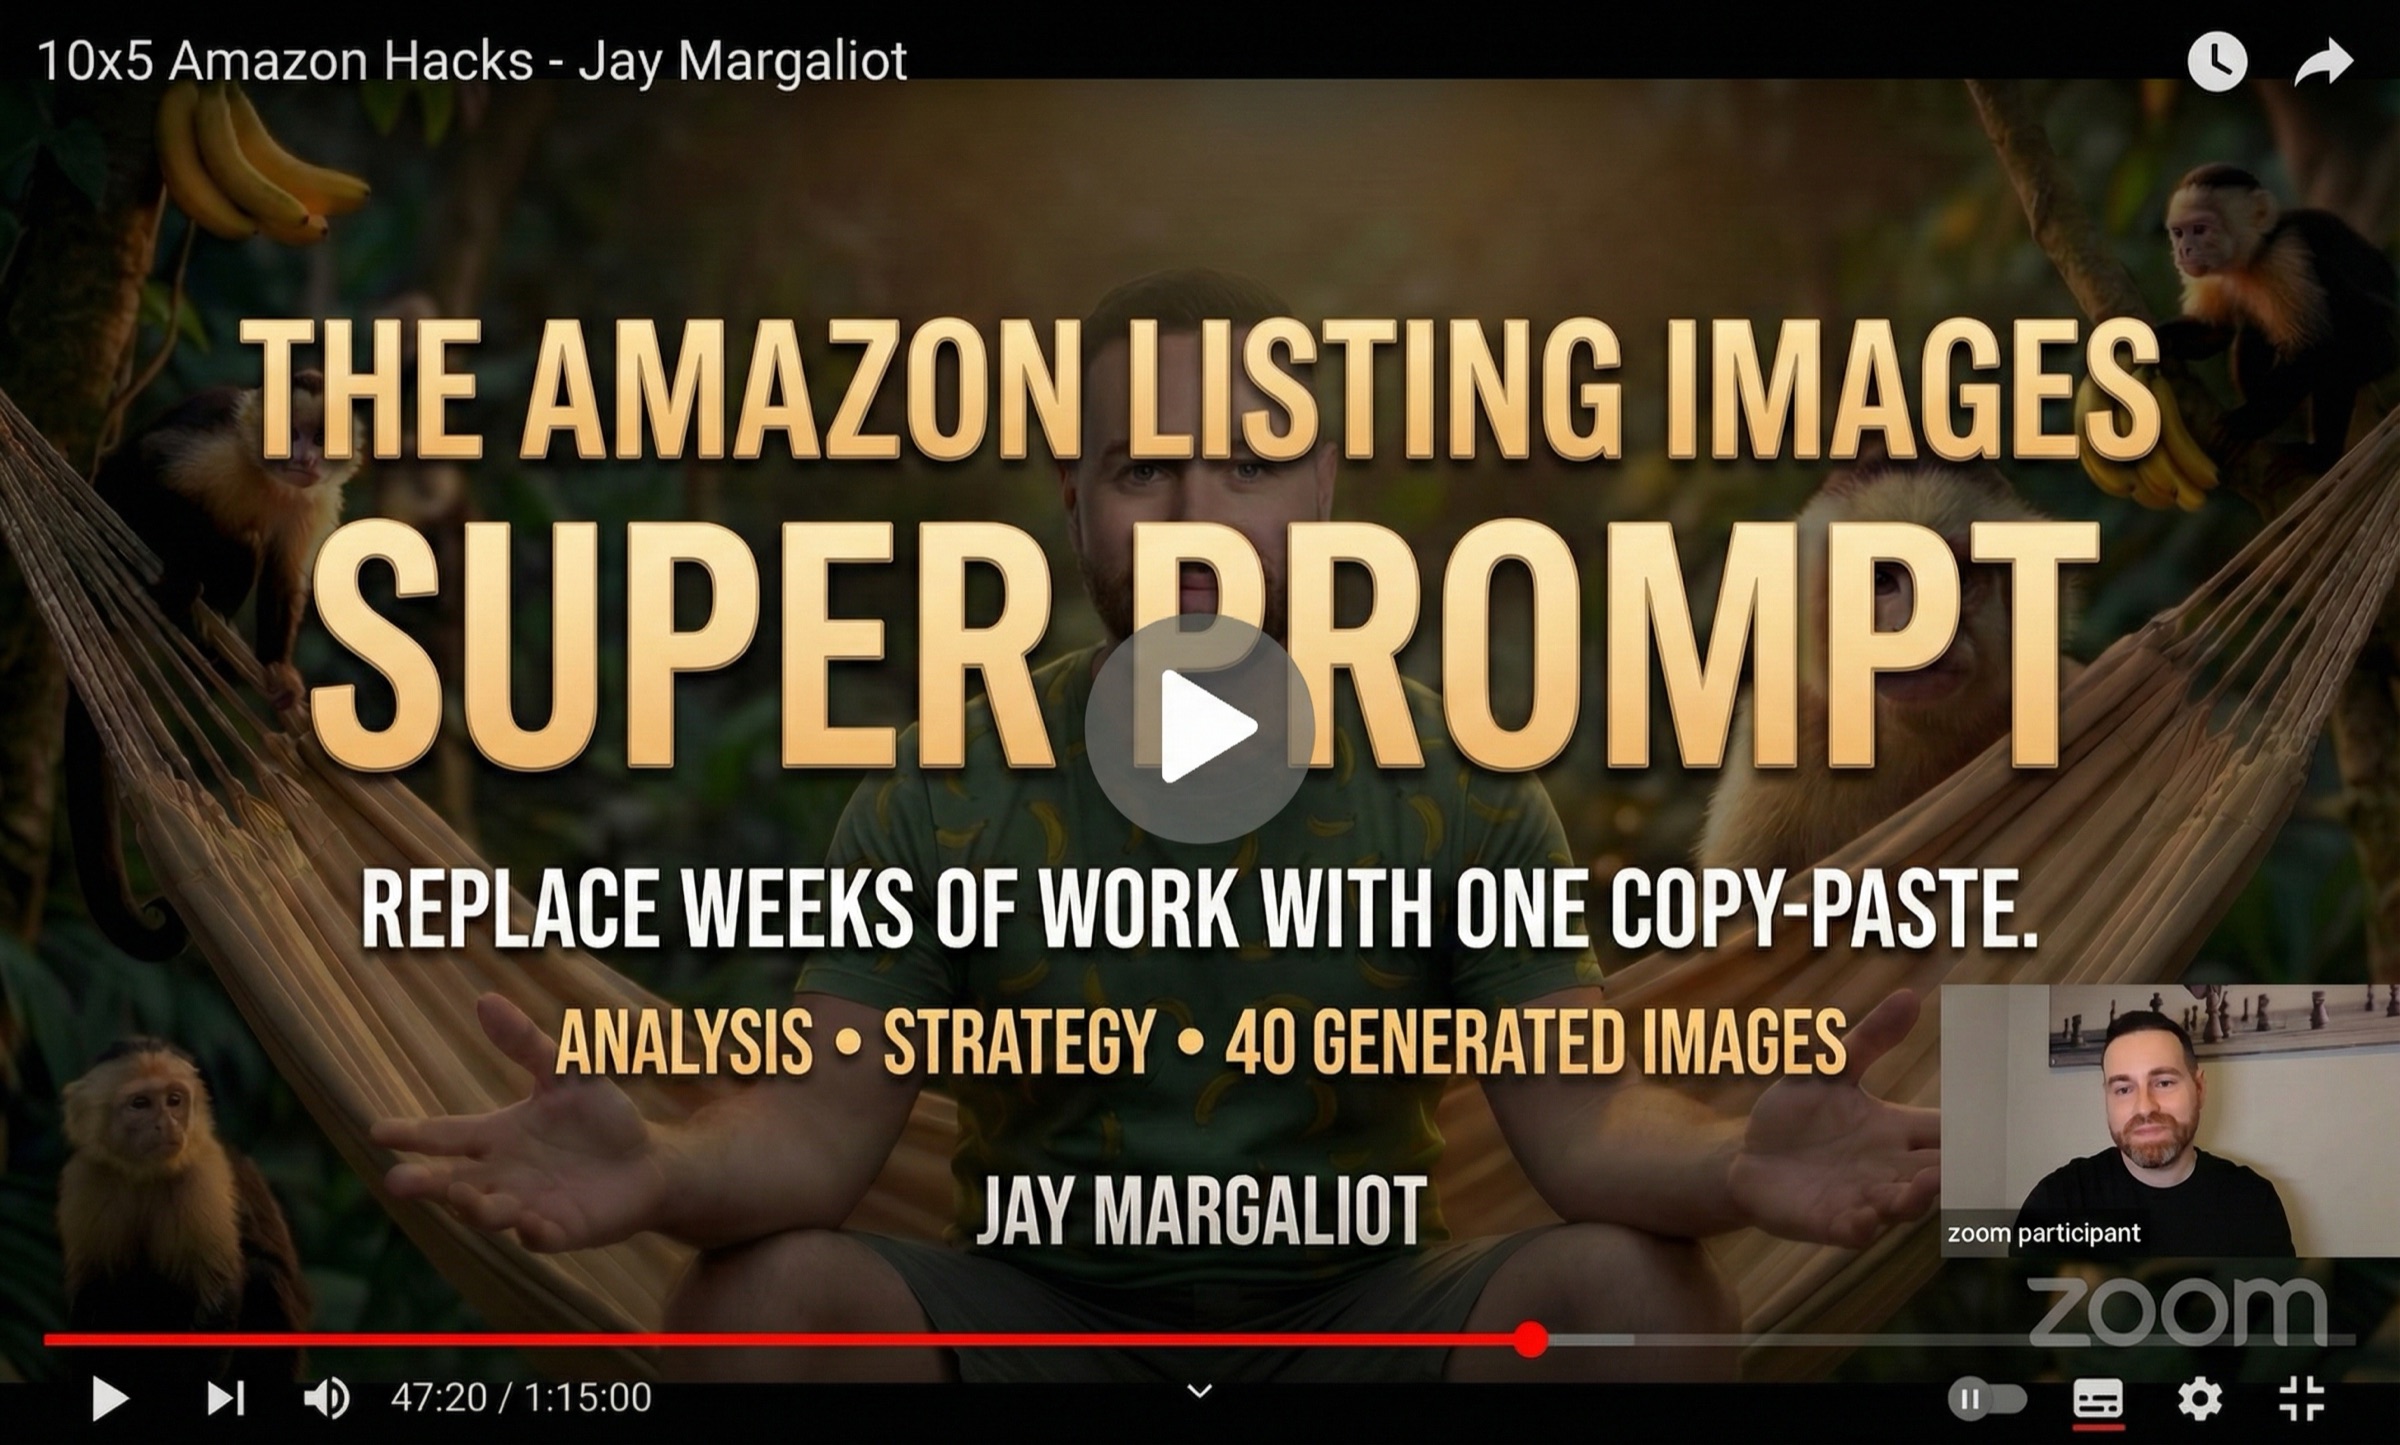 10x5 Amazon Hacks - Jay Margaliot
THE AMAZON LISTING IMAGES
SUPER PROMPT
REPLACE WEEKS OF WORK WITH ONE COPY-PASTE.
ANALYSIS • STRATEGY • 40 GENERATED IMAGES
JAY MARGALIOT
zoom participant
zoom
47:20 / 1:15:00